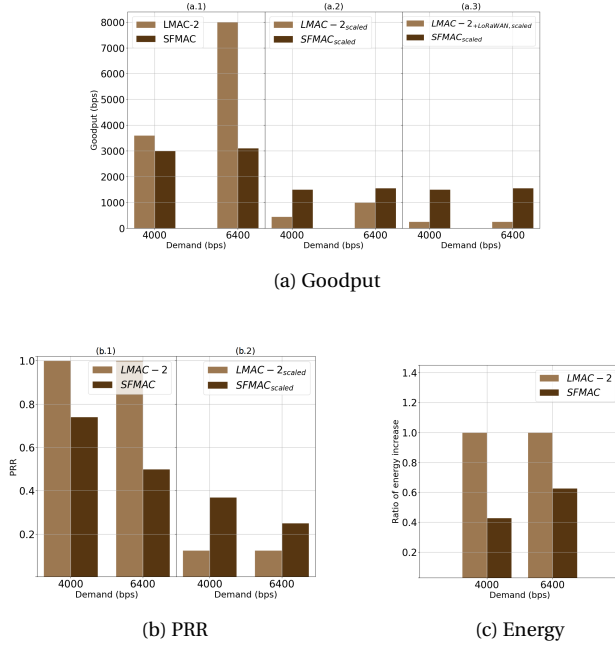 (a.1) (a.2) (a.3)
LMAC-2
SFMAC
LMAC − 2scaled
SFMACscaled
LMAC − 2+LoRaWAN, scaled
SFMACscaled
Goodput (bps)
8000
7000
6000
5000
4000
3000
2000
1000
0
4000 6400 4000 6400 4000 6400
Demand (bps) Demand (bps) Demand (bps)
(a) Goodput
(b.1) (b.2)
LMAC − 2
SFMAC
LMAC − 2scaled
SFMACscaled
PRR
1.0
0.8
0.6
0.4
0.2
4000 6400 4000 6400
Demand (bps) Demand (bps)
(b) PRR
LMAC − 2
SFMAC
Ratio of energy increase
1.4
1.2
1.0
0.8
0.6
0.4
0.2
4000 6400
Demand (bps)
(c) Energy